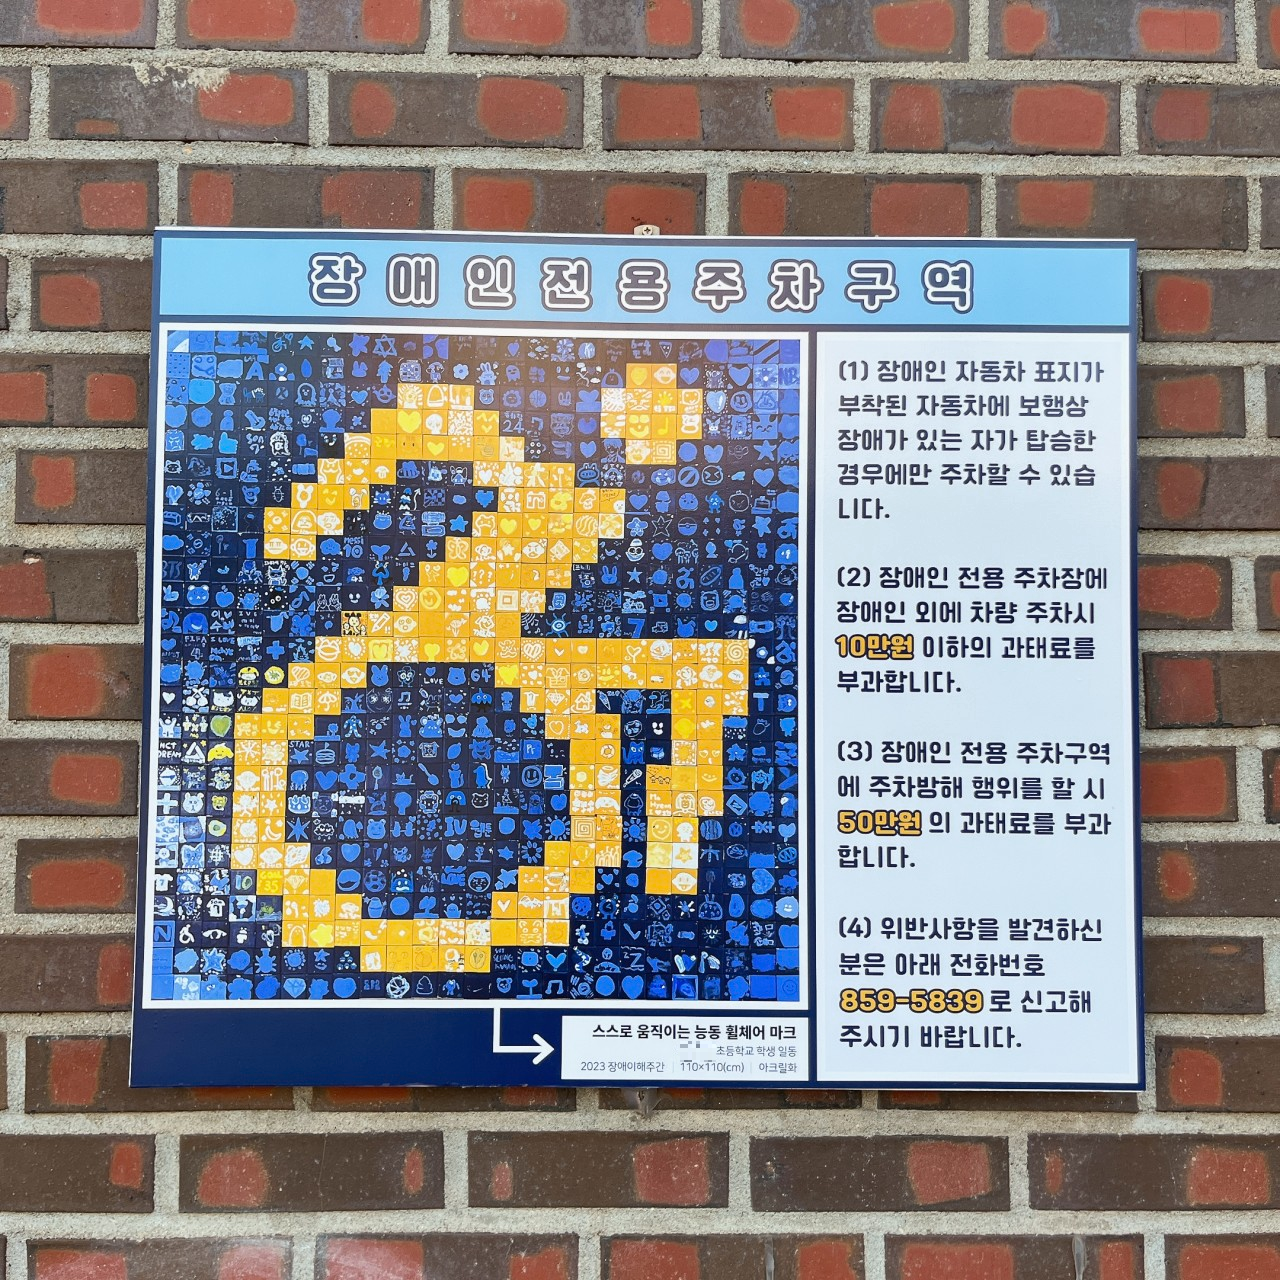 장애인전용주차구역
(1) 장애인 자동차 표지가
부착된 자동차에 보행상
장애가 있는 자가 탑승한
경우에만 주차할 수 있습
니다.
(2) 장애인 전용 주차장에
장애인 외에 차량 주차시
10만원 이하의 과태료를
부과합니다.
(3) 장애인 전용 주차구역
에 주차방해 행위를 할 시
50만원 의 과태료를 부과
합니다.
(4) 위반사항을 발견하신
분은 아래 전화번호
859-5839 로 신고해
주시기 바랍니다.
스스로 움직이는 능동 휠체어 마크
초등학교 학생 일동
2023 장애이해주간 | 110×110(cm) | 아크릴화